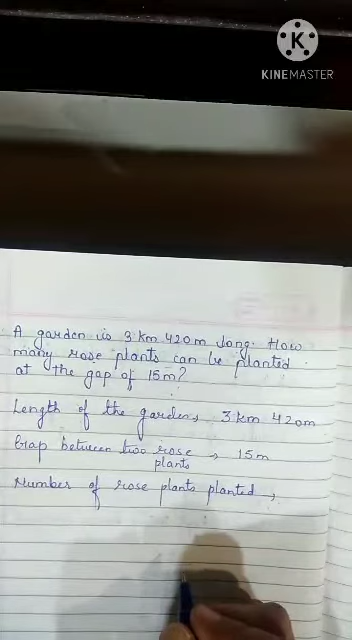 K
KINEMASTER
A garden is 3 km 420 m long. How
many rose plants can be planted
at the gap of 15 m?
Length of the garden, 3 km 420 m
Gap between two rose plants, 15 m
Number of rose plants planted,